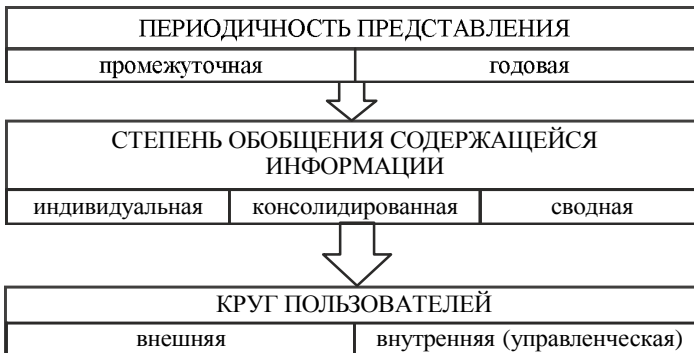 ПЕРИОДИЧНОСТЬ ПРЕДСТАВЛЕНИЯ
промежуточная годовая
СТЕПЕНЬ ОБОБЩЕНИЯ СОДЕРЖАЩЕЙСЯ
ИНФОРМАЦИИ
индивидуальная консолидированная сводная
КРУГ ПОЛЬЗОВАТЕЛЕЙ
внешняя внутренняя (управленческая)